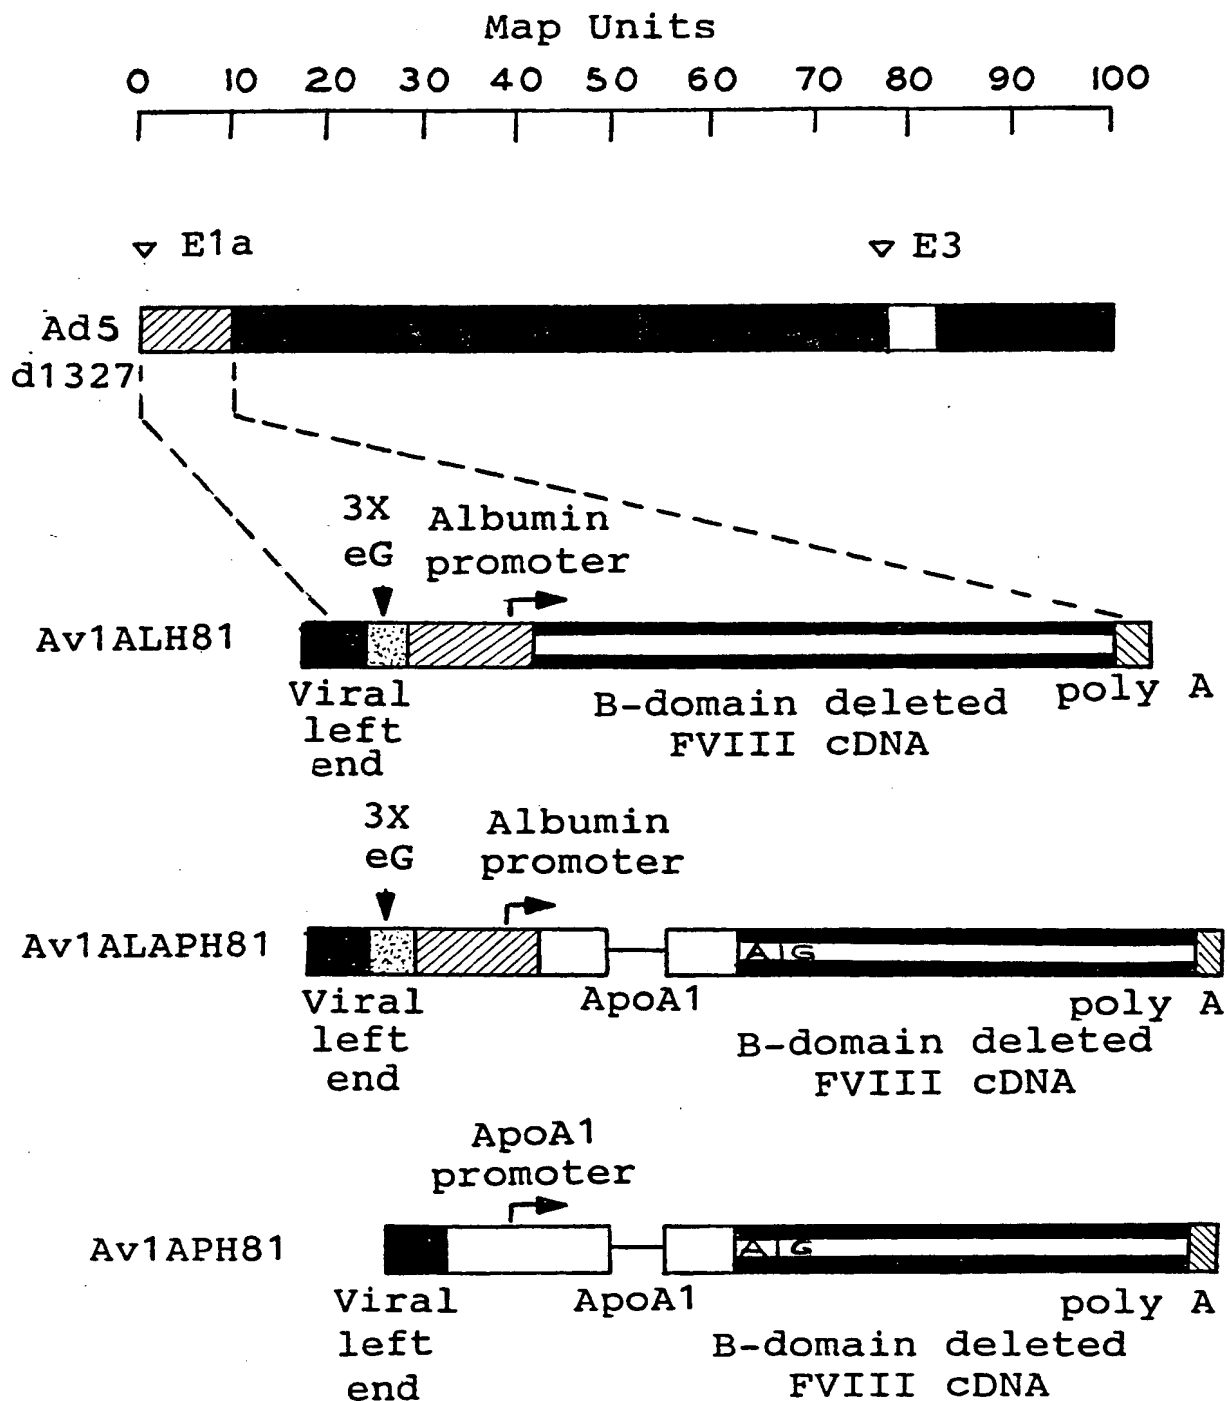 Map Units
0 10 20 30 40 50 60 70 80 90 100
E1a E3
Ad5
d1327
3X Albumin
eG promoter
Av1ALH81
Viral
left
end
B-domain deleted
FVIII cDNA
poly A
3X Albumin
eG promoter
Av1ALAPH81
A G
Viral
left
end
ApoA1
poly A
B-domain deleted
FVIII cDNA
ApoA1
promoter
Av1APH81
A G
Viral
left
end
ApoA1
poly A
B-domain deleted
FVIII cDNA